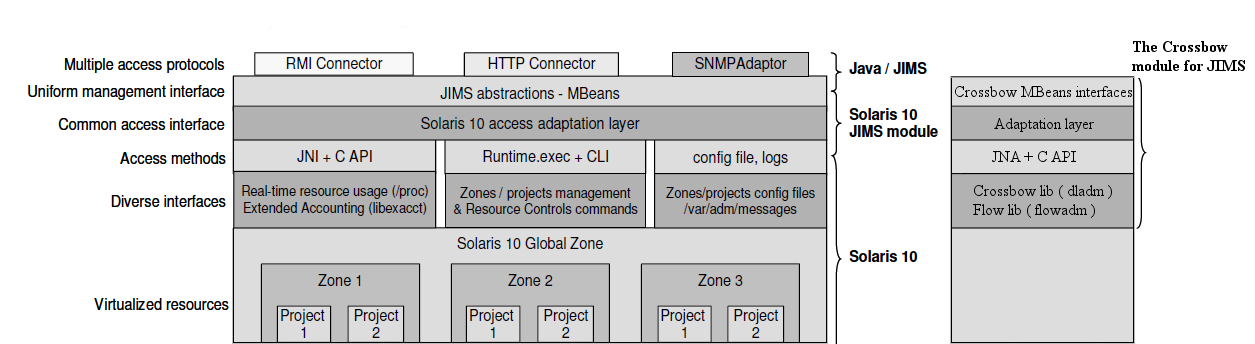 The Crossbow
module for JIMS
Multiple access protocols
RMI Connector
HTTP Connector
SNMPAdaptor
Java / JIMS
Uniform management interface
JIMS abstractions - MBeans
Crossbow MBeans interfaces
Common access interface
Solaris 10 access adaptation layer
Solaris 10
JIMS module
Adaptation layer
Access methods
JNI + C API
Runtime.exec + CLI
config file, logs
JNA + C API
Diverse interfaces
Real-time resource usage (/proc)
Extended Accounting (libexacct)
Zones / projects management
& Resource Controls commands
Zones/projects config files
/var/adm/messages
Crossbow lib ( dladm )
Flow lib ( flowadm )
Solaris 10 Global Zone
Solaris 10
Virtualized resources
Zone 1
Project
1
Project
2
Zone 2
Project
1
Project
2
Zone 3
Project
1
Project
2